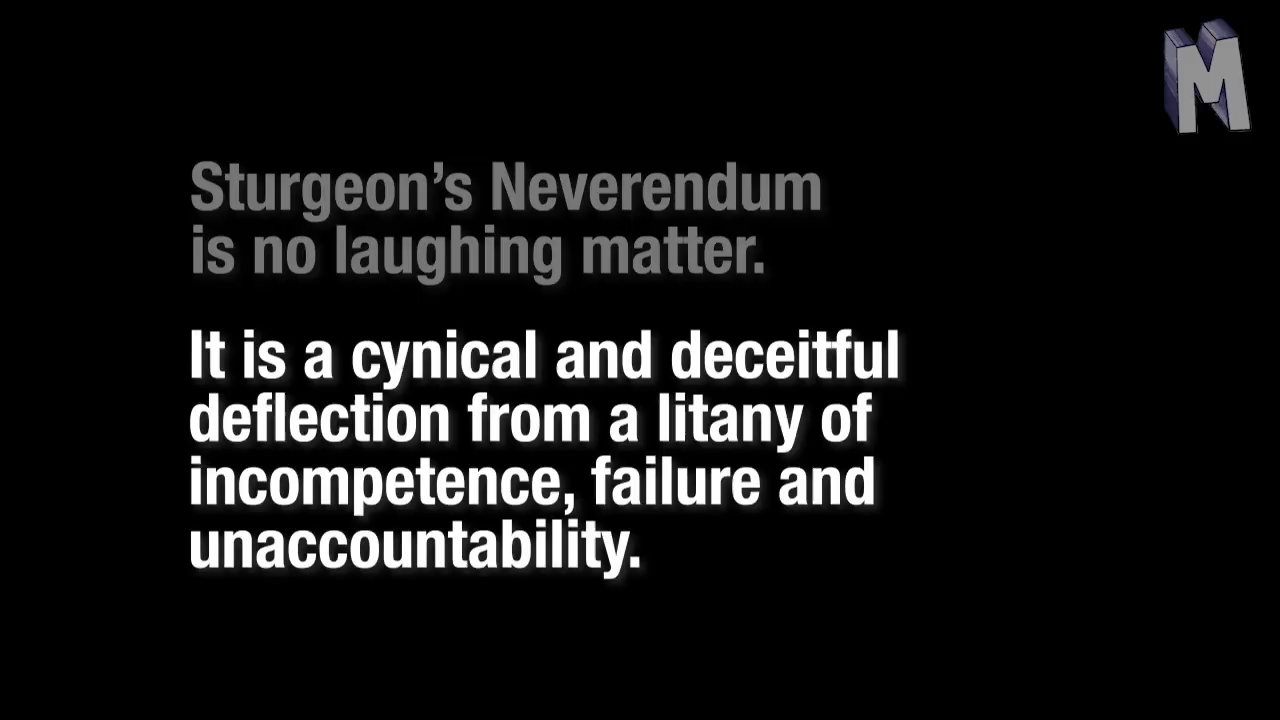 M
Sturgeon’s Neverendum
is no laughing matter.
It is a cynical and deceitful
deflection from a litany of
incompetence, failure and
unaccountability.